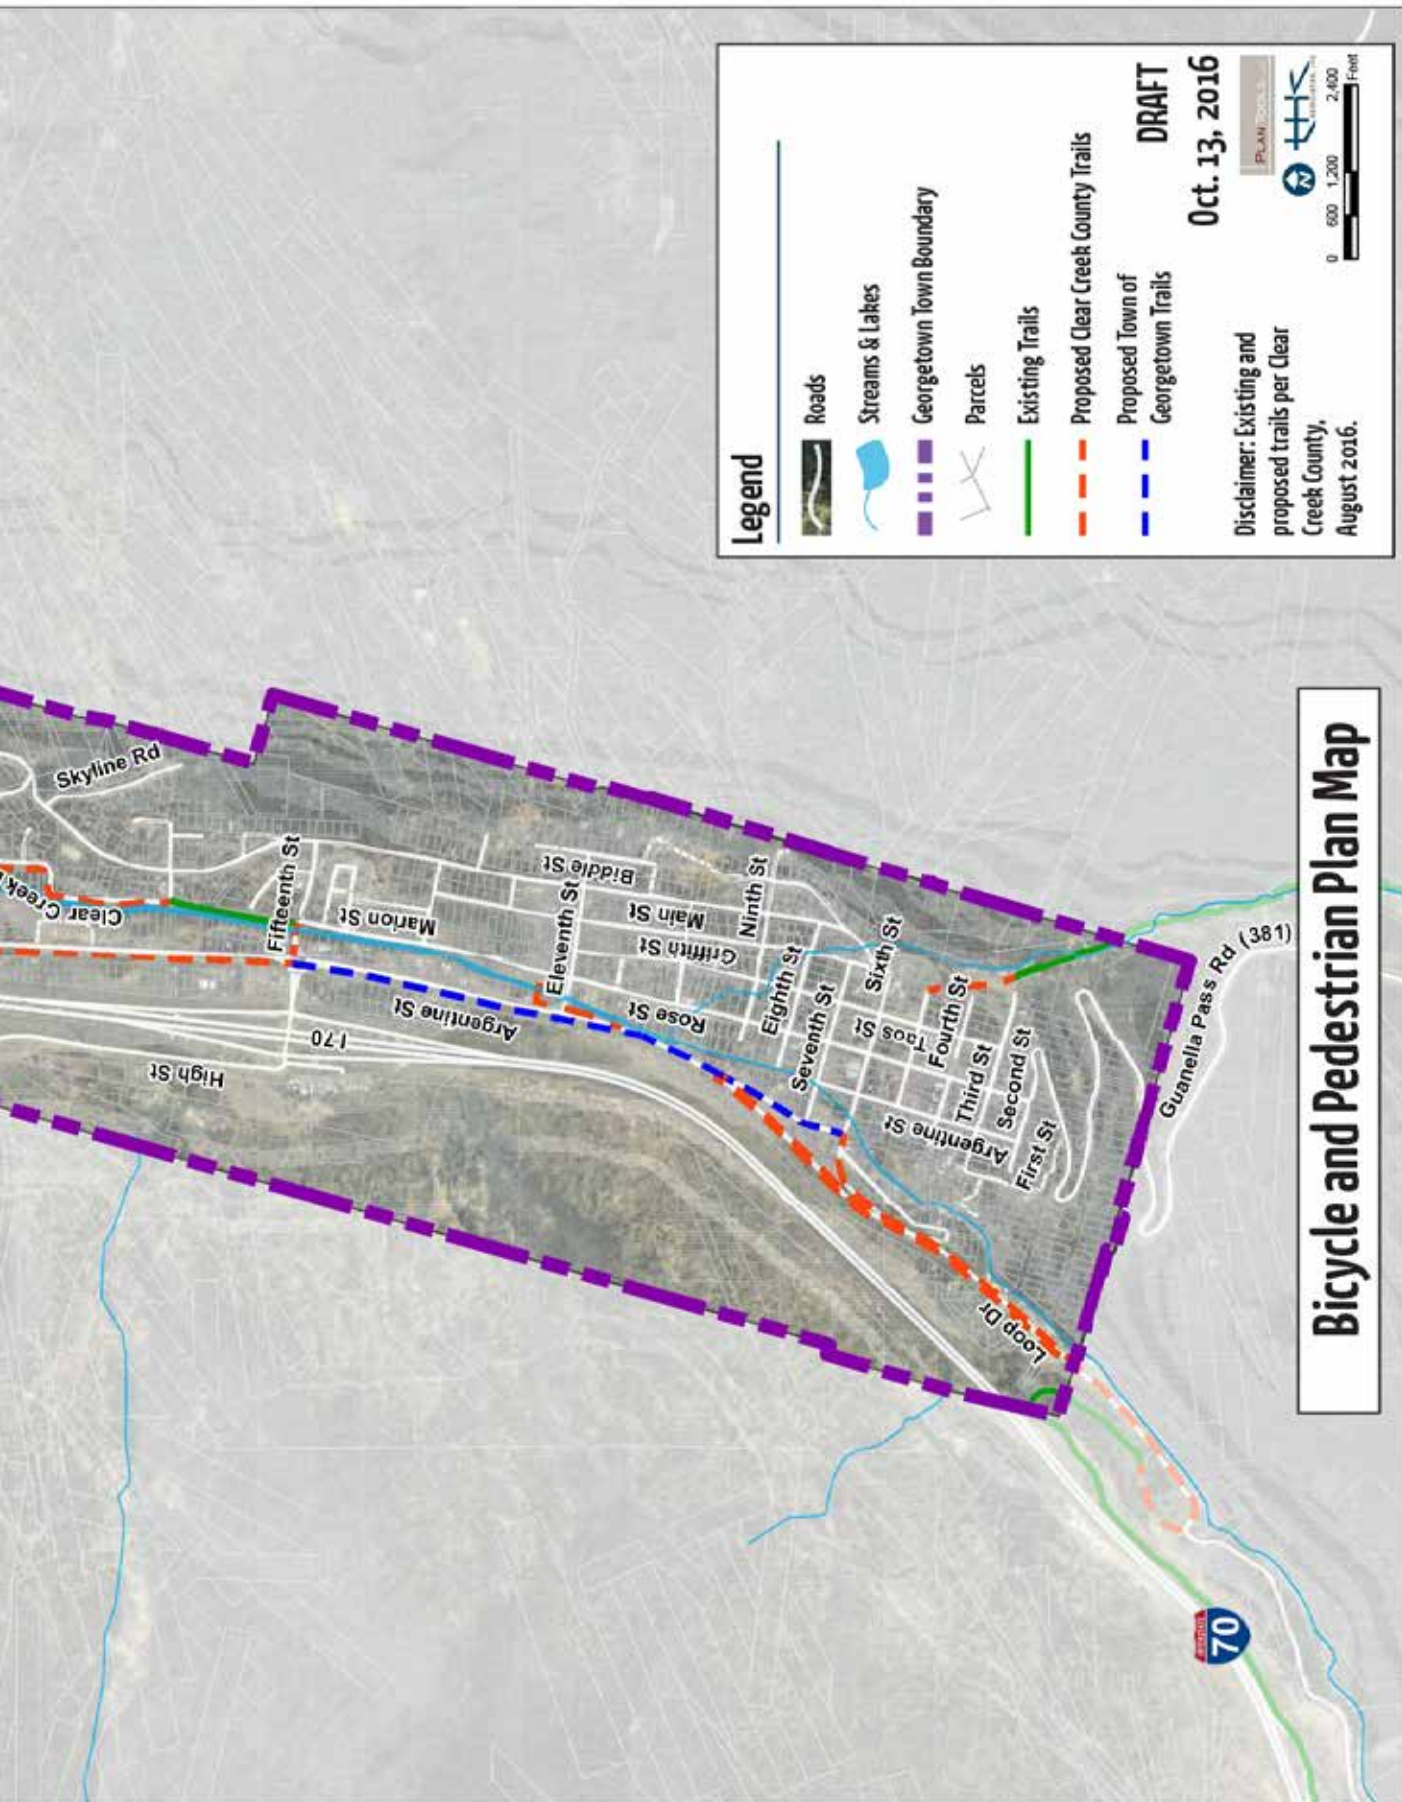 Skyline Rd
Clear Creek
Fifteenth St
Marion St
Biddle St
Eleventh St
Main St
Griffith St
Ninth St
Argentine St
I 70
High St
Rose St
Eighth St
Sixth St
Seventh St
Taos St
Fourth St
Third St
Second St
Argentine St
First St
Loop Dr
Guanella Pass Rd (381)
70
Legend
Roads
Streams & Lakes
Georgetown Town Boundary
Parcels
Existing Trails
Proposed Clear Creek County Trails
Proposed Town of
Georgetown Trails
DRAFT
Oct. 13, 2016
Disclaimer: Existing and
proposed trails per Clear
Creek County,
August 2016.
PLAN
N
0 600 1,200 2,400
Feet
Bicycle and Pedestrian Plan Map